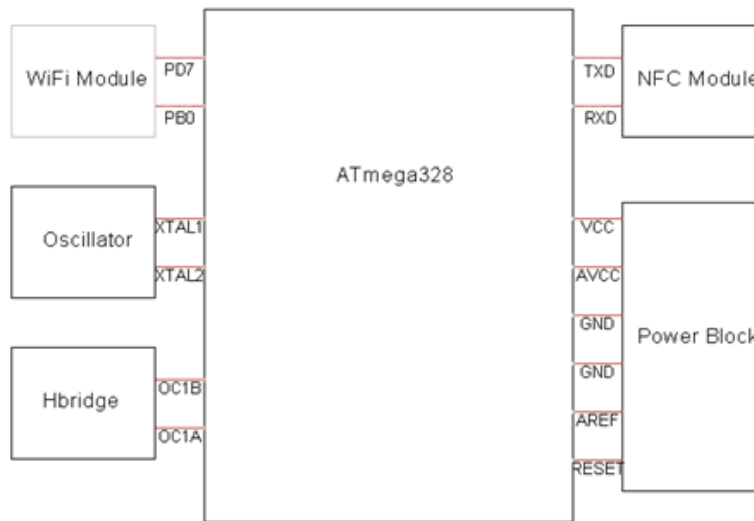 WiFi Module
PD7
PB0
Oscillator
XTAL1
XTAL2
Hbridge
OC1B
OC1A
ATmega328
TXD
RXD
NFC Module
VCC
AVCC
GND
GND
AREF
RESET
Power Block